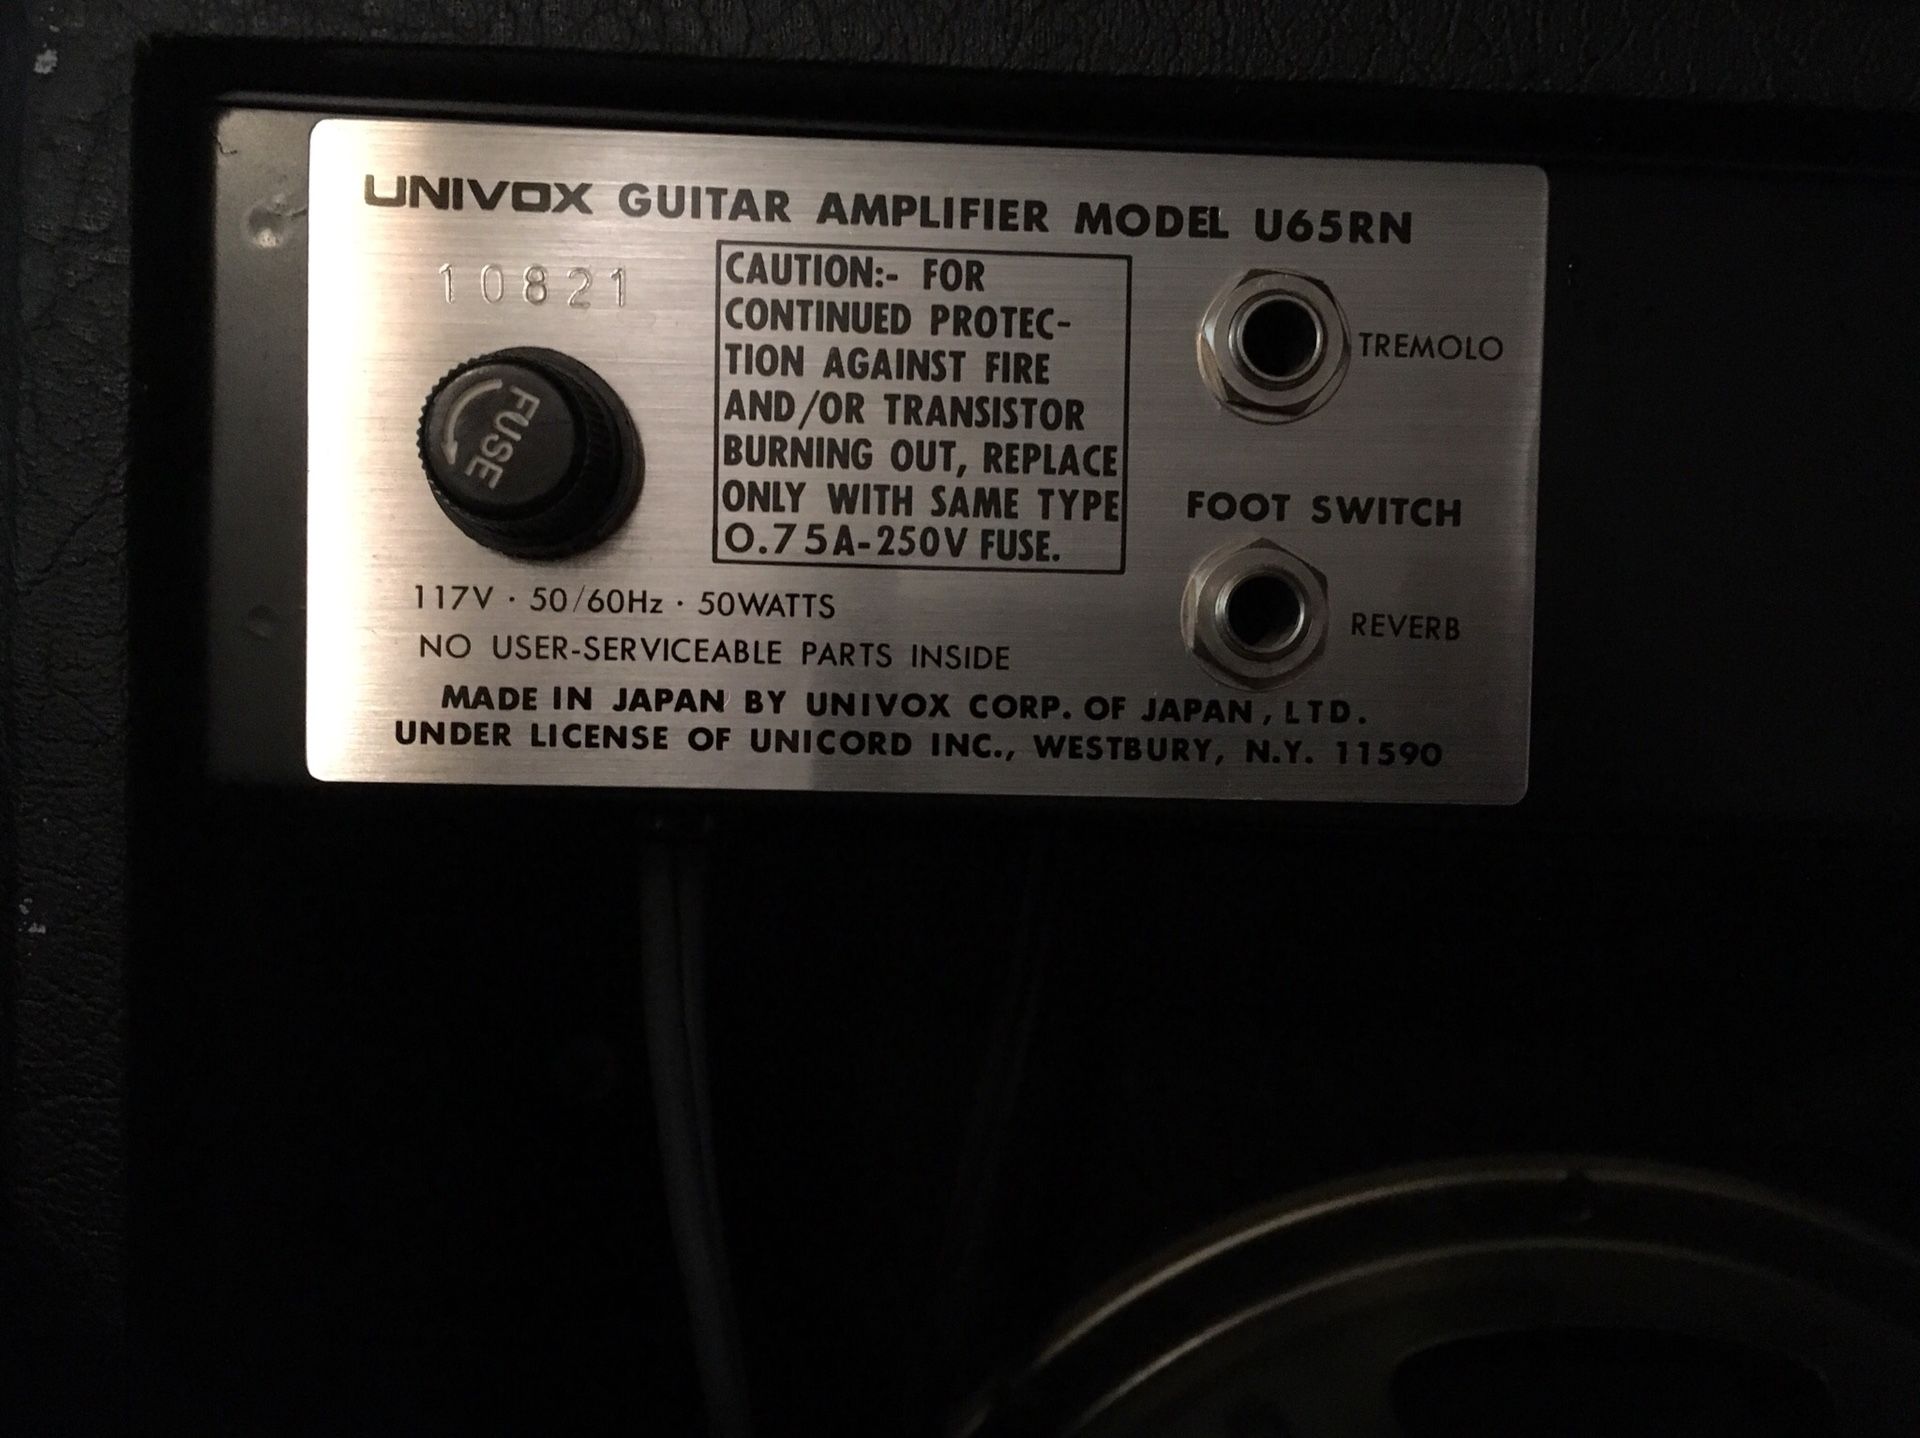 UNIVOX GUITAR AMPLIFIER MODEL U65RN
10821
CAUTION:- FOR
CONTINUED PROTEC-
TION AGAINST FIRE
AND/OR TRANSISTOR
BURNING OUT, REPLACE
ONLY WITH SAME TYPE
0.75A-250V FUSE.
FUSE
TREMOLO
FOOT SWITCH
REVERB
117V · 50/60Hz · 50WATTS
NO USER-SERVICEABLE PARTS INSIDE
MADE IN JAPAN BY UNIVOX CORP. OF JAPAN, LTD.
UNDER LICENSE OF UNICORD INC., WESTBURY, N.Y. 11590